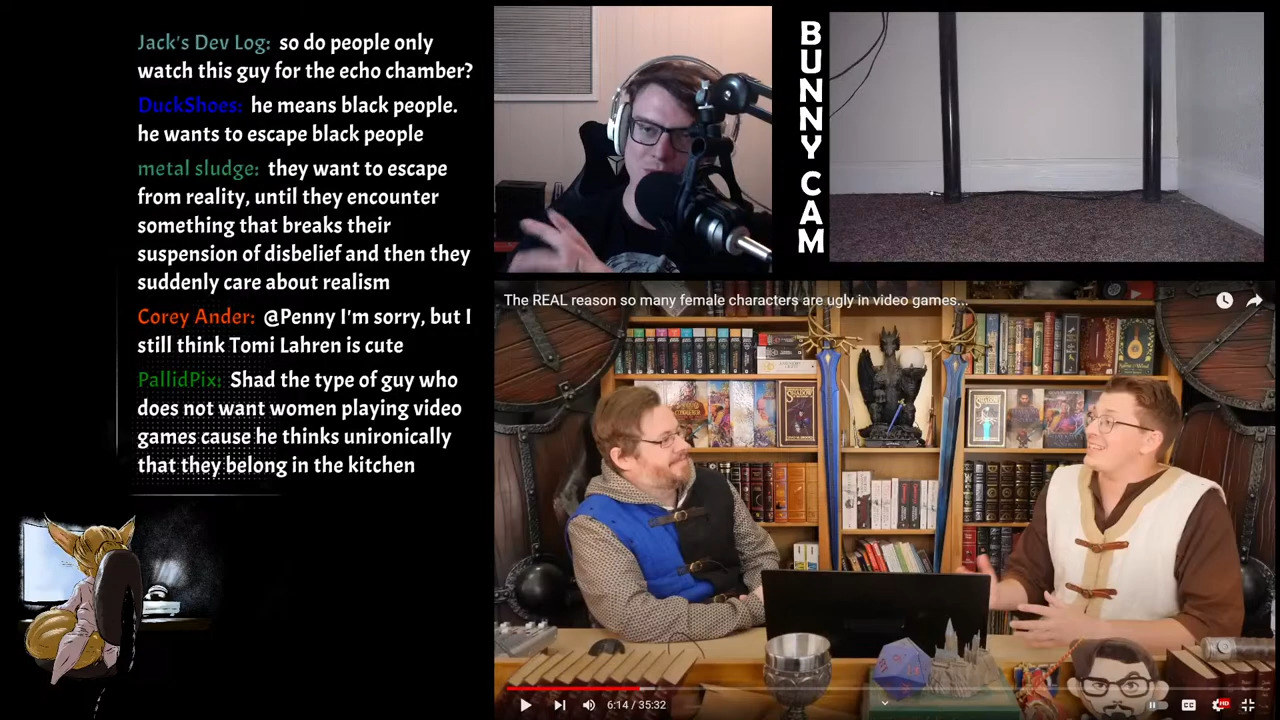 Jack's Dev Log: so do people only
watch this guy for the echo chamber?
DuckShoes: he means black people.
he wants to escape black people
metal sludge: they want to escape
from reality, until they encounter
something that breaks their
suspension of disbelief and then they
suddenly care about realism
Corey Ander: @Penny I'm sorry, but I
still think Tomi Lahren is cute
PallidPix: Shad the type of guy who
does not want women playing video
games cause he thinks unironically
that they belong in the kitchen
BUNNY CAM
The REAL reason so many female characters are ugly in video games...
6:14 / 35:32
CC
HD